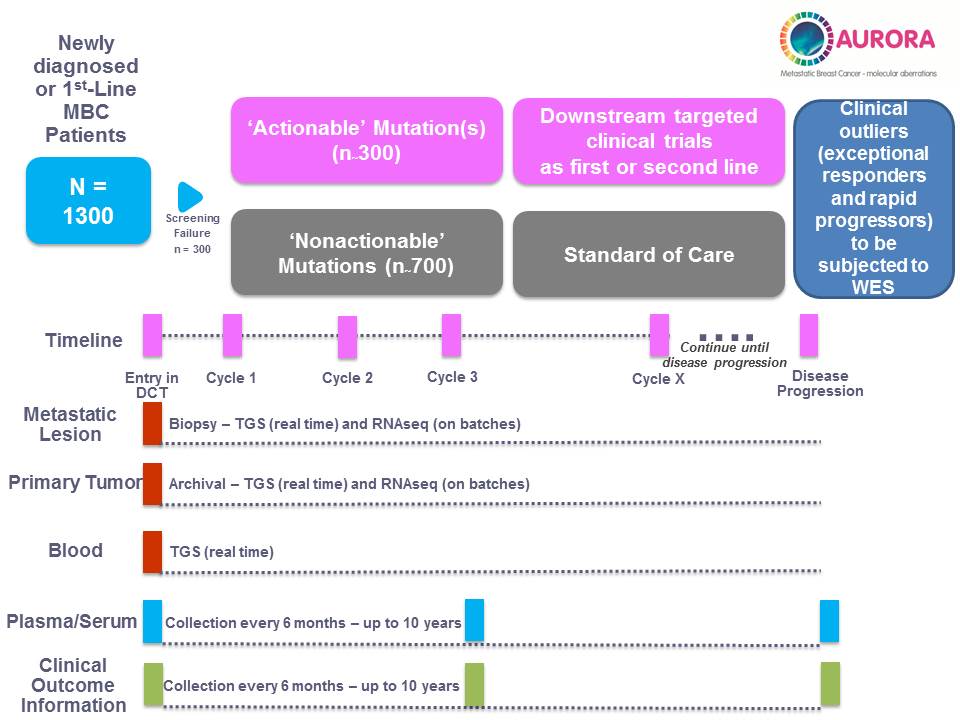 AURORA
Metastatic Breast Cancer - molecular aberrations
Newly
diagnosed
or 1st-Line
MBC
Patients
N =
1300
Screening
Failure
n = 300
‘Actionable’ Mutation(s)
(n~300)
Downstream targeted
clinical trials
as first or second line
‘Nonactionable’
Mutations (n~700)
Standard of Care
Clinical
outliers
(exceptional
responders
and rapid
progressors)
to be
subjected to
WES
Timeline
Entry in
DCT
Cycle 1
Cycle 2
Cycle 3
Cycle X
....
Continue until
disease progression
Disease
Progression
Metastatic
Lesion
Biopsy – TGS (real time) and RNAseq (on batches)
Primary Tumor
Archival – TGS (real time) and RNAseq (on batches)
Blood
TGS (real time)
Plasma/Serum
Collection every 6 months – up to 10 years
Clinical
Outcome
Information
Collection every 6 months – up to 10 years